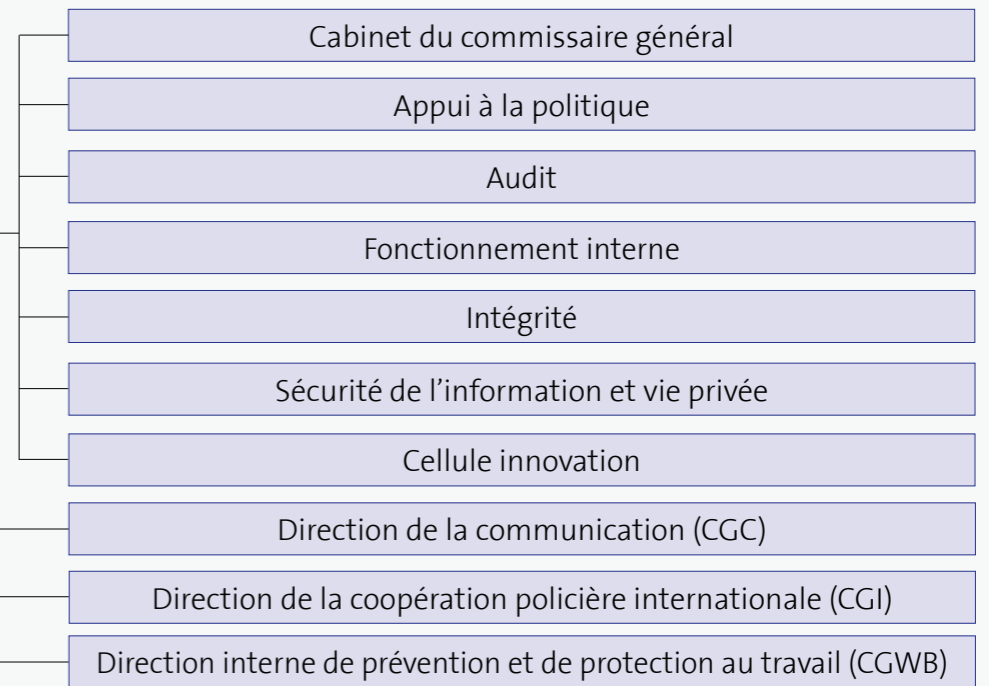 Cabinet du commissaire général
Appui à la politique
Audit
Fonctionnement interne
Intégrité
Sécurité de l’information et vie privée
Cellule innovation
Direction de la communication (CGC)
Direction de la coopération policière internationale (CGI)
Direction interne de prévention et de protection au travail (CGWB)